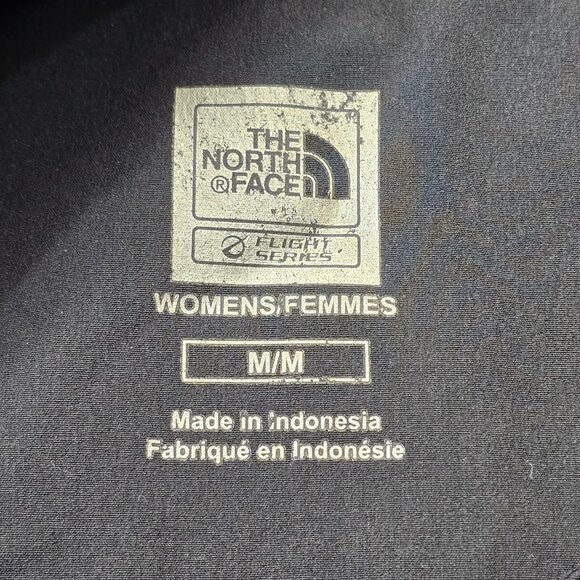 THE
NORTH
®FACE
FLIGHT
SERIES
WOMENS/FEMMES
M/M
Made in Indonesia
Fabriqué en Indonésie